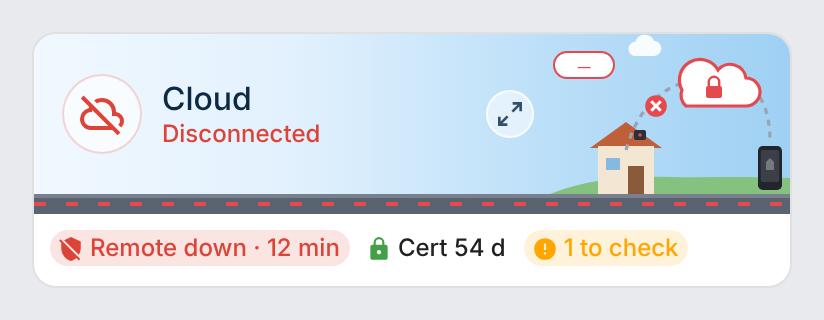 Cloud
Disconnected
—
Remote down · 12 min
Cert 54 d
1 to check